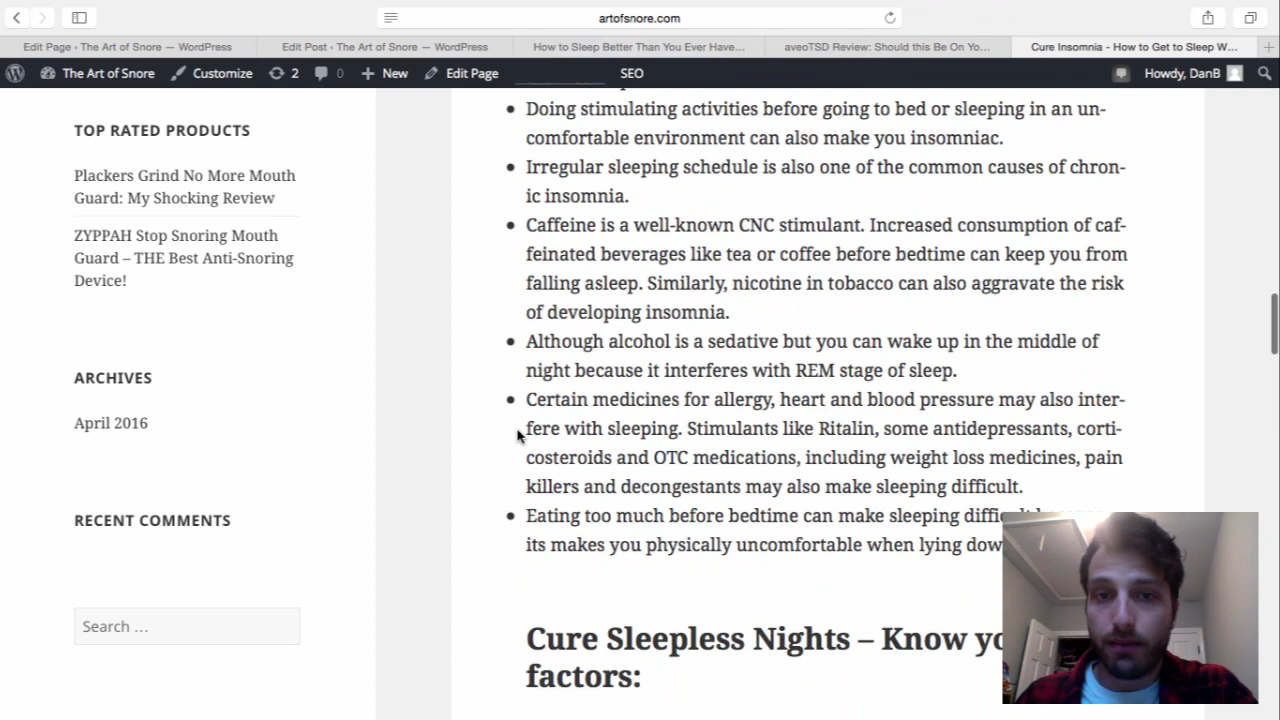 artofsnore.com
Edit Page ‹ The Art of Snore — WordPress
Edit Post ‹ The Art of Snore — WordPress
How to Sleep Better Than You Ever Have...
aveoTSD Review: Should this Be On Yo...
Cure Insomnia - How to Get to Sleep W...
The Art of Snore
Customize
2
0
New
Edit Page
SEO
Howdy, DanB
TOP RATED PRODUCTS
Plackers Grind No More Mouth
Guard: My Shocking Review
ZYPPAH Stop Snoring Mouth
Guard – THE Best Anti-Snoring
Device!
ARCHIVES
April 2016
RECENT COMMENTS
Search …
Doing stimulating activities before going to bed or sleeping in an un-
comfortable environment can also make you insomniac.
Irregular sleeping schedule is also one of the common causes of chron-
ic insomnia.
Caffeine is a well-known CNC stimulant. Increased consumption of caf-
feinated beverages like tea or coffee before bedtime can keep you from
falling asleep. Similarly, nicotine in tobacco can also aggravate the risk
of developing insomnia.
Although alcohol is a sedative but you can wake up in the middle of
night because it interferes with REM stage of sleep.
Certain medicines for allergy, heart and blood pressure may also inter-
fere with sleeping. Stimulants like Ritalin, some antidepressants, corti-
costeroids and OTC medications, including weight loss medicines, pain
killers and decongestants may also make sleeping difficult.
Eating too much before bedtime can make sleeping
its makes you physically uncomfortable when lying
Cure Sleepless Nights – Know
factors: